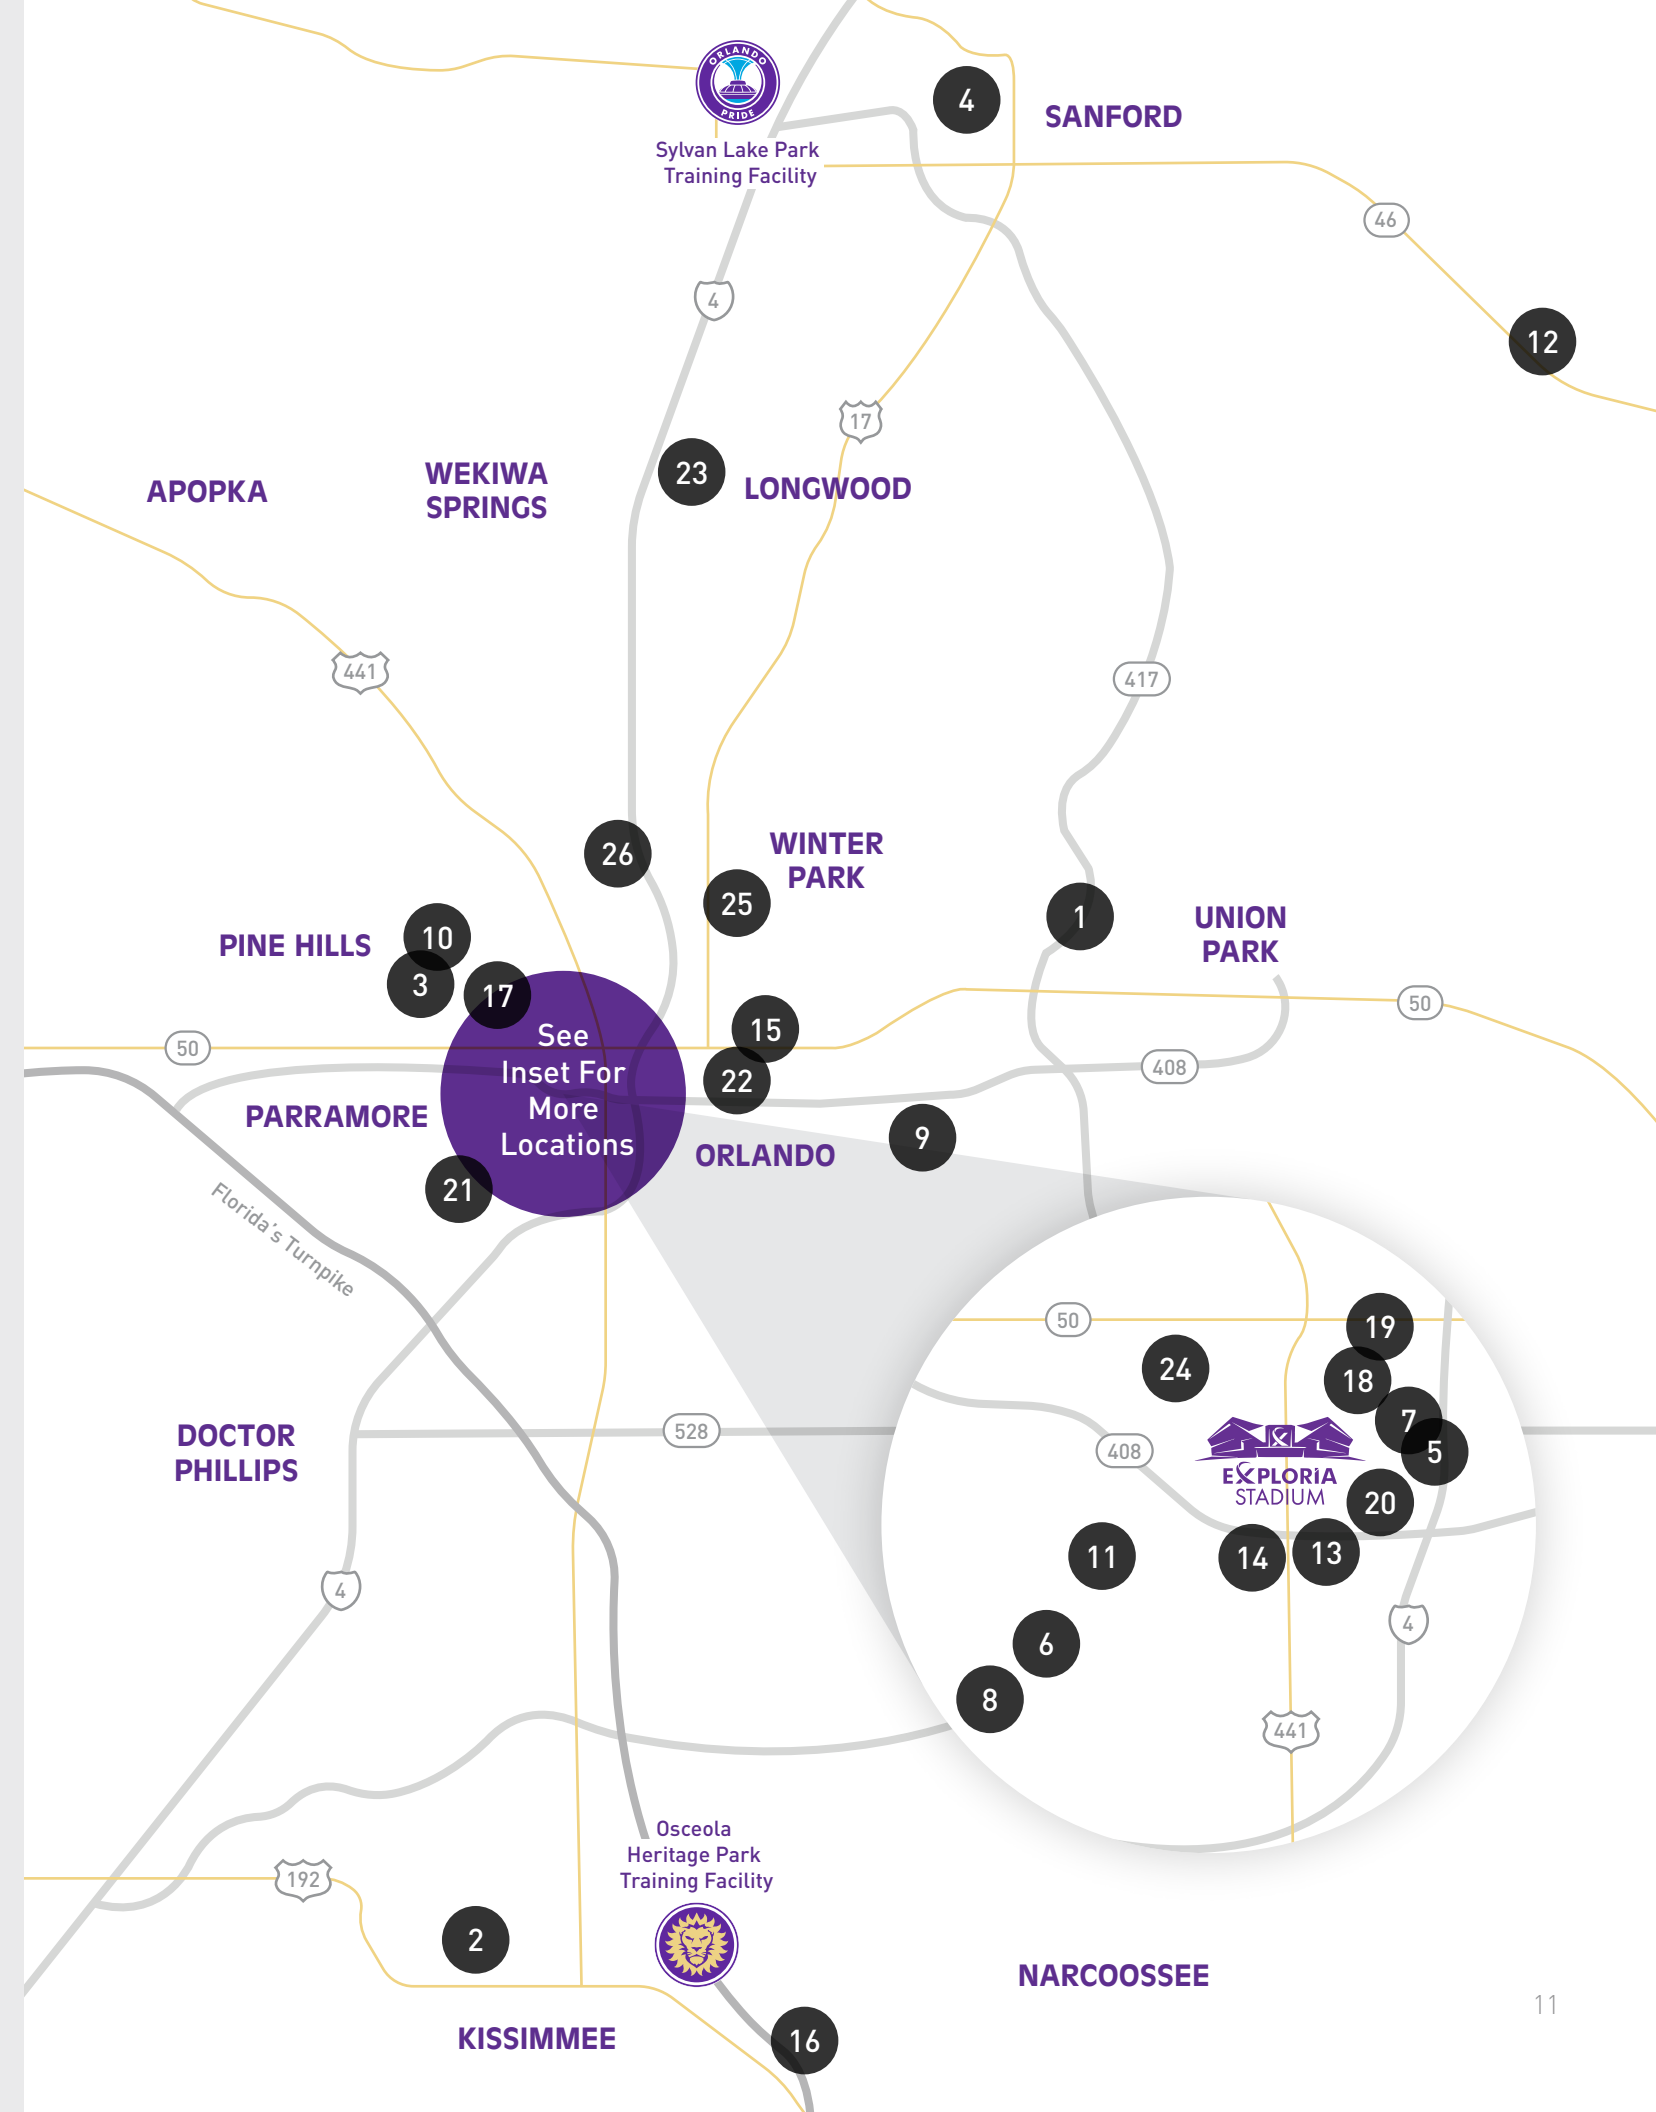 ORLANDO
PRIDE
4
SANFORD
Sylvan Lake Park
Training Facility
46
4
12
17
23
LONGWOOD
WEKIWA
SPRINGS
APOPKA
441
417
26
WINTER
PARK
25
1
UNION
PARK
PINE HILLS
10
3
17
50
15
See
Inset For
More
Locations
50
22
408
PARRAMORE
9
ORLANDO
21
Florida's Turnpike
50
19
24
18
7
5
DOCTOR
PHILLIPS
528
408
EXPLORIA
STADIUM
20
11
14
13
4
4
6
8
441
Osceola
Heritage Park
Training Facility
192
2
NARCOOSSEE
11
KISSIMMEE
16